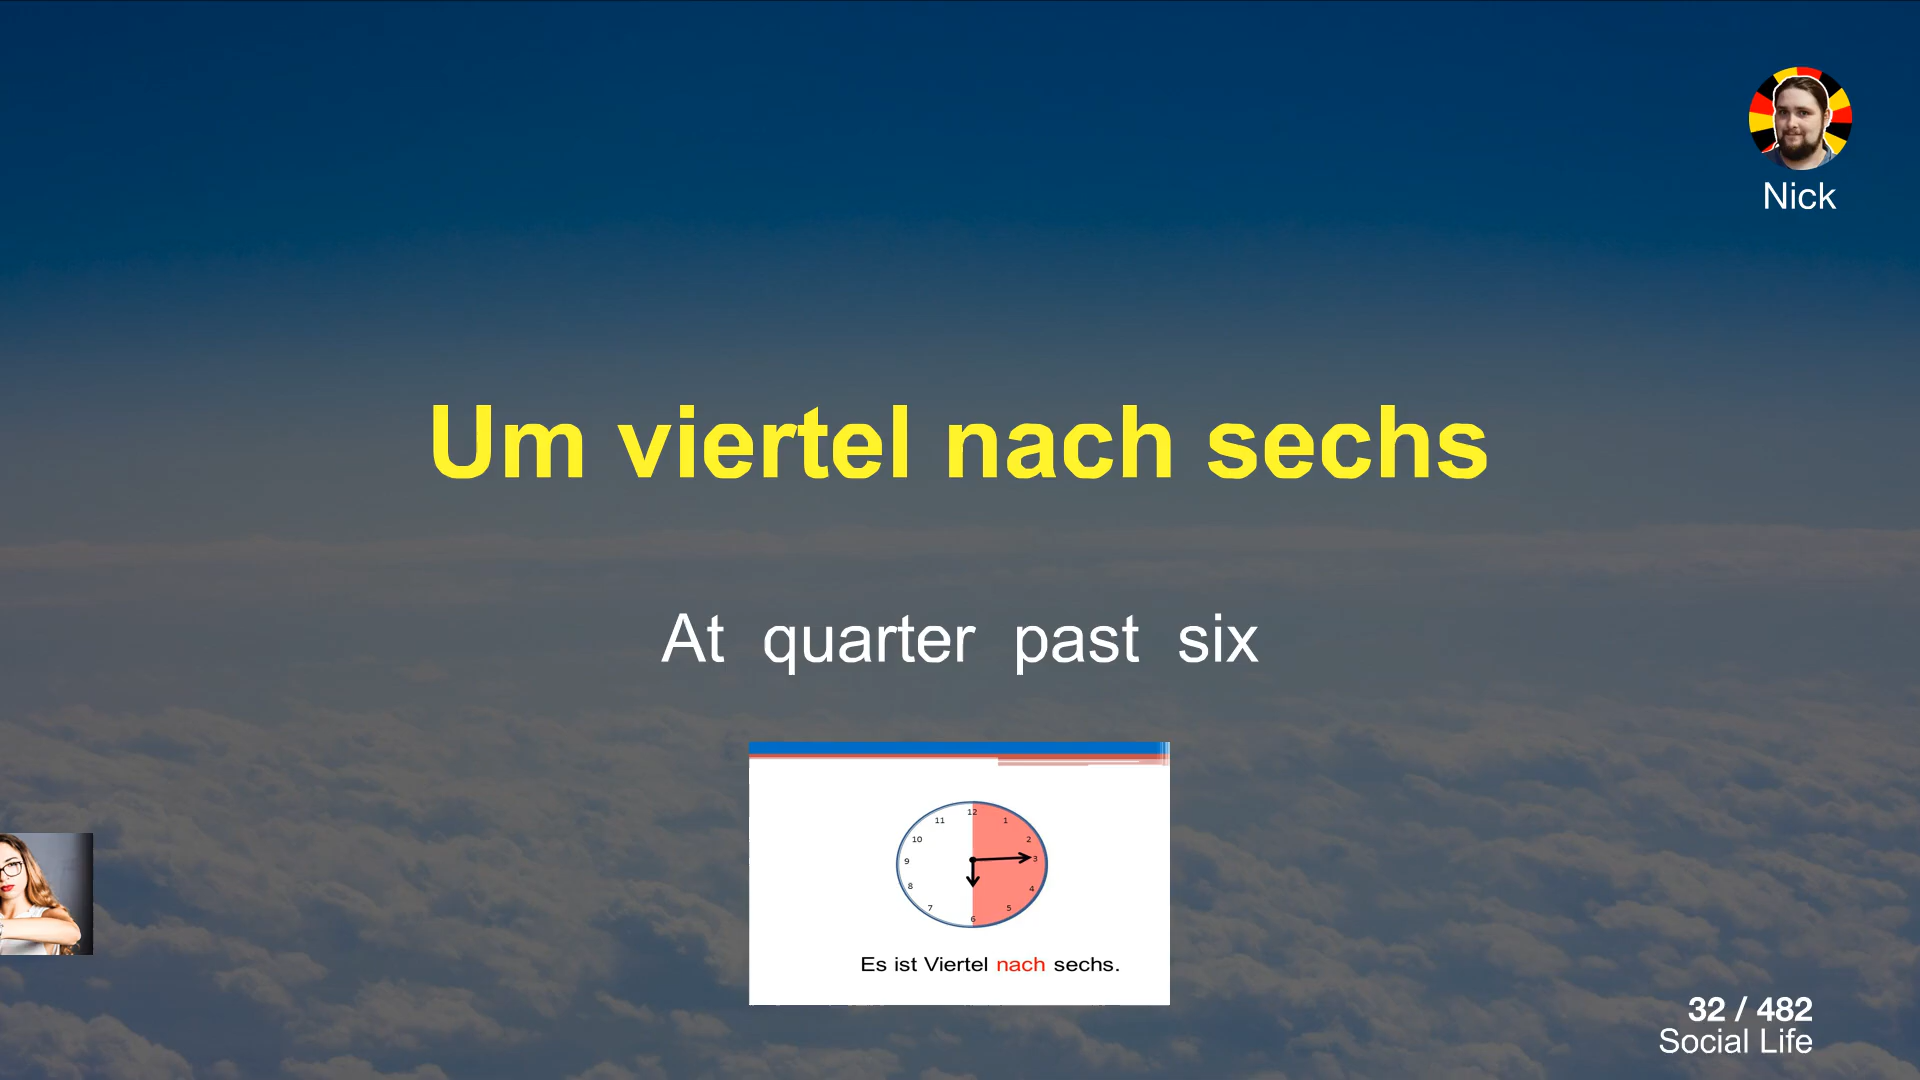 Nick
Um viertel nach sechs
At quarter past six
12
11
1
10
2
9
3
8
4
7
5
6
Es ist Viertel nach sechs.
32 / 482
Social Life